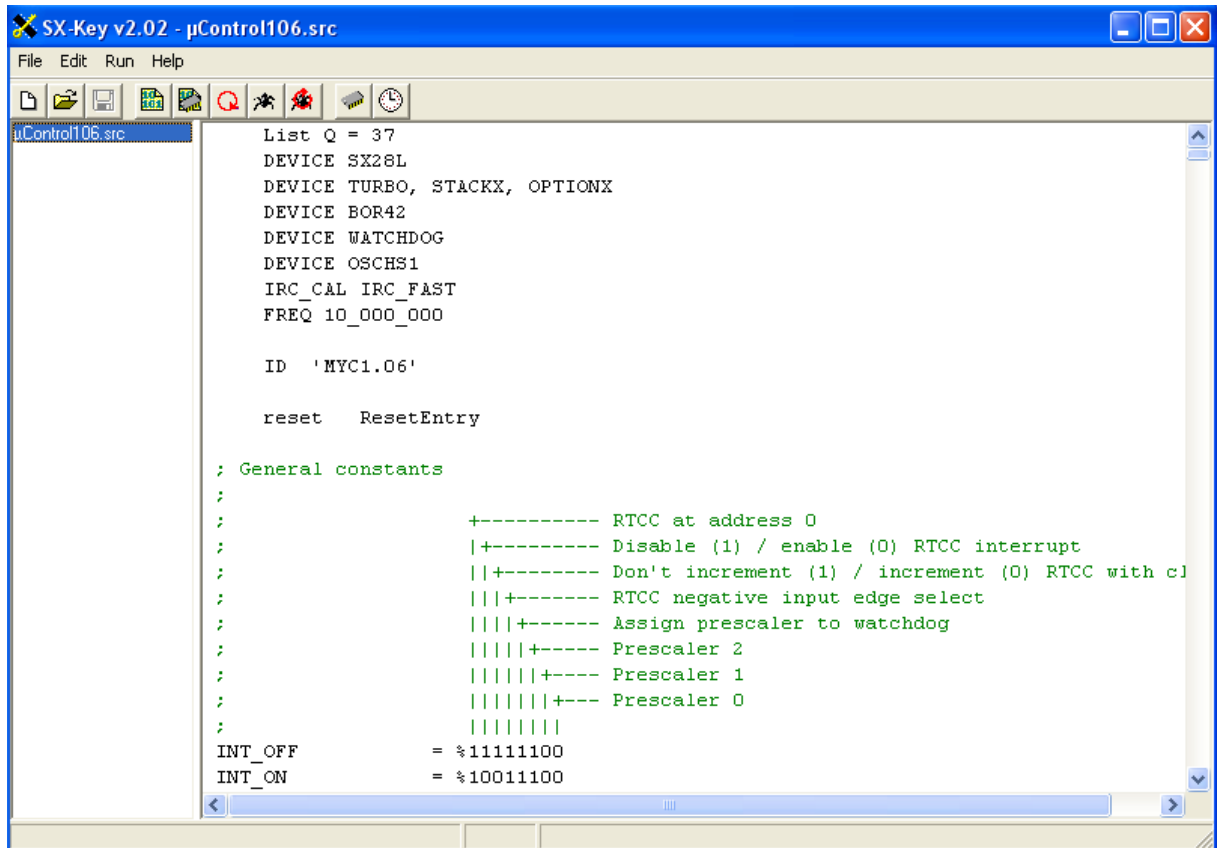 SX-Key v2.02 - µControl106.src
File Edit Run Help
µControl106.src
List Q = 37
DEVICE SX28L
DEVICE TURBO, STACKX, OPTIONX
DEVICE BOR42
DEVICE WATCHDOG
DEVICE OSCHS1
IRC_CAL IRC_FAST
FREQ 10_000_000
ID 'MYC1.06'
reset ResetEntry
; General constants
;
; +---------- RTCC at address 0
; |+--------- Disable (1) / enable (0) RTCC interrupt
; ||+-------- Don't increment (1) / increment (0) RTCC with cl
; |||+------- RTCC negative input edge select
; ||||+------ Assign prescaler to watchdog
; |||||+----- Prescaler 2
; ||||||+---- Prescaler 1
; |||||||+--- Prescaler 0
; ||||||||
INT_OFF = %11111100
INT_ON = %10011100